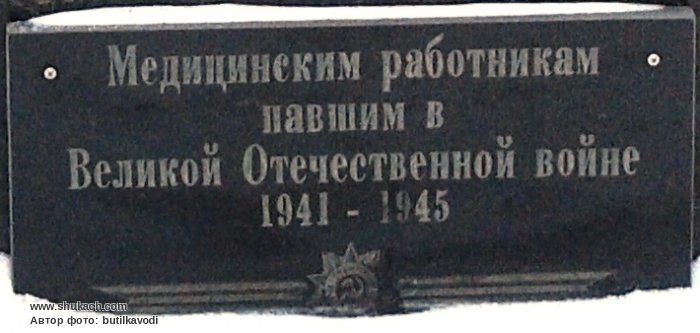 Медицинским работникам
павшим в
Великой Отечественной войне
1941 - 1945
www.shukach.com
Автор фото: butilkavodi